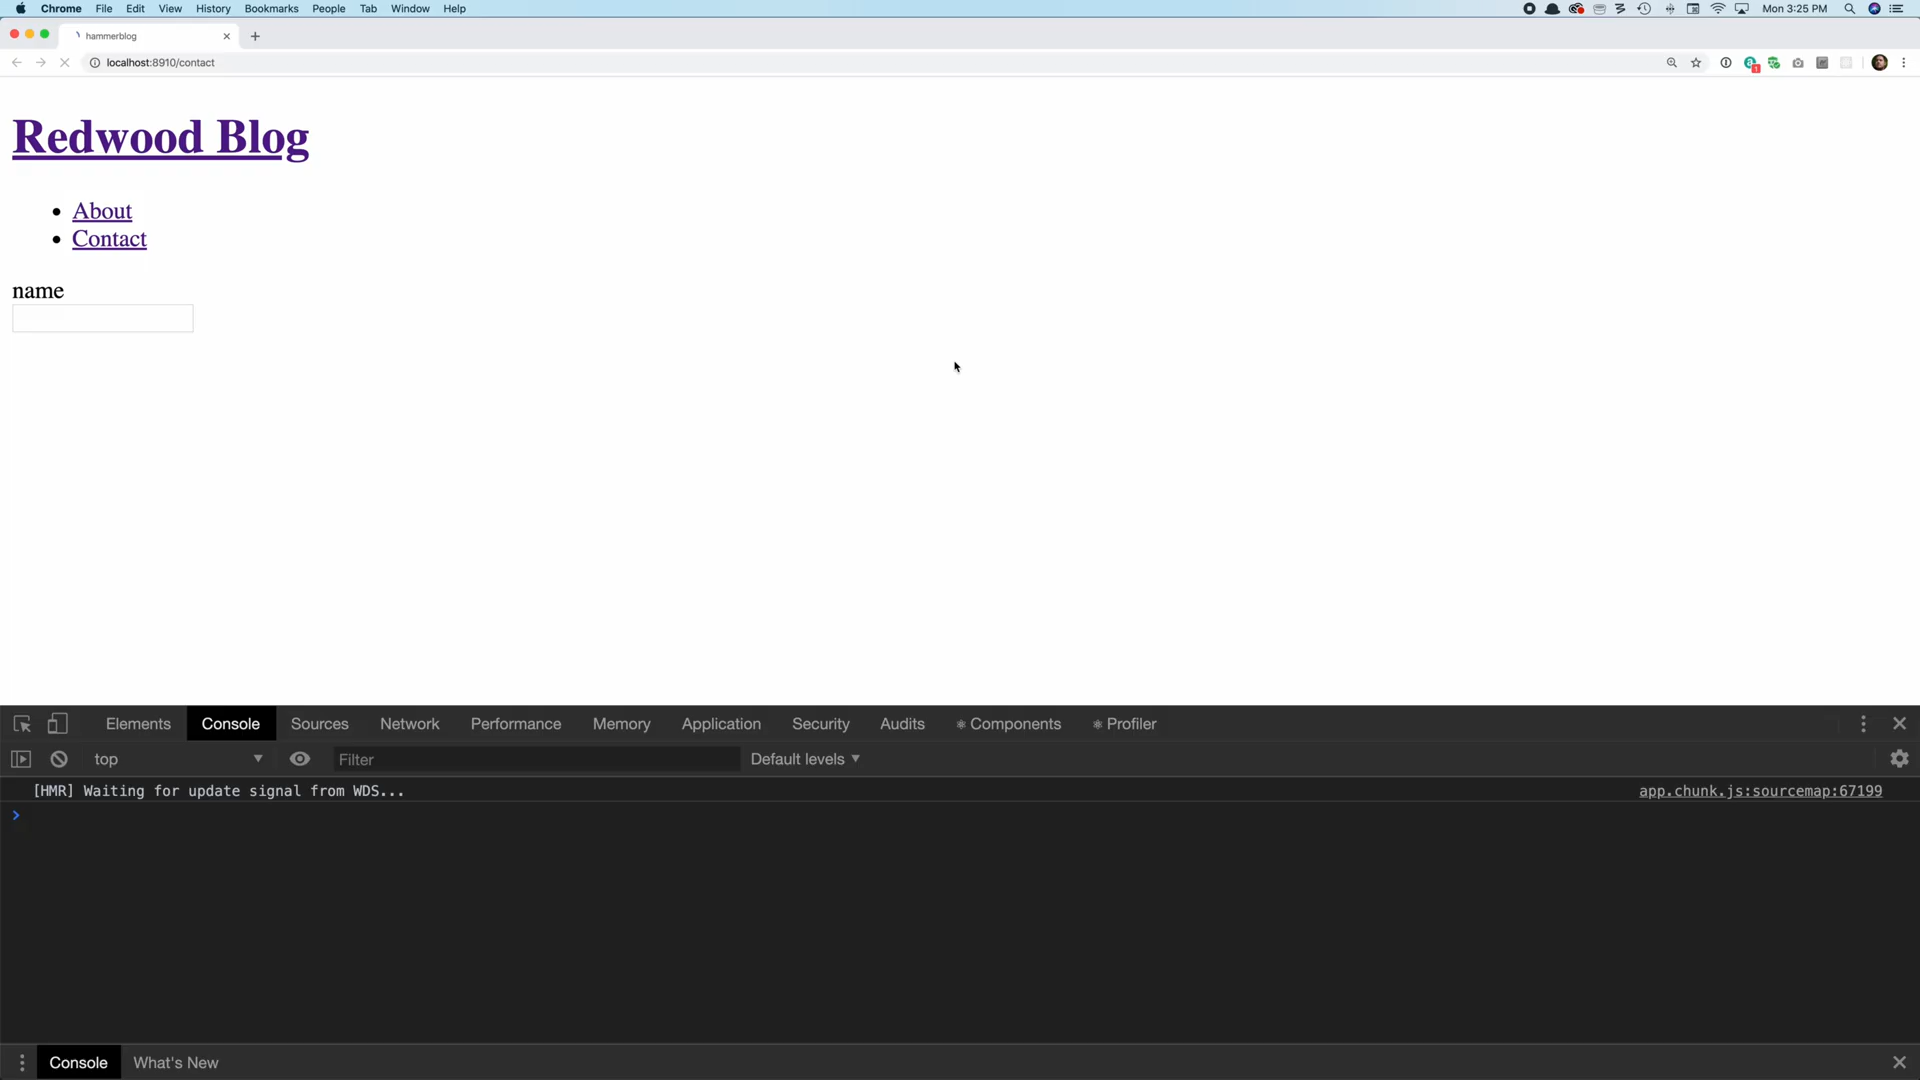 Chrome File Edit View History Bookmarks People Tab Window Help Mon 3:25 PM
hammerblog
localhost:8910/contact
Redwood Blog
About
Contact
name
Elements Console Sources Network Performance Memory Application Security Audits Components Profiler
top Filter Default levels
[HMR] Waiting for update signal from WDS... app.chunk.js:sourcemap:67199
Console What's New